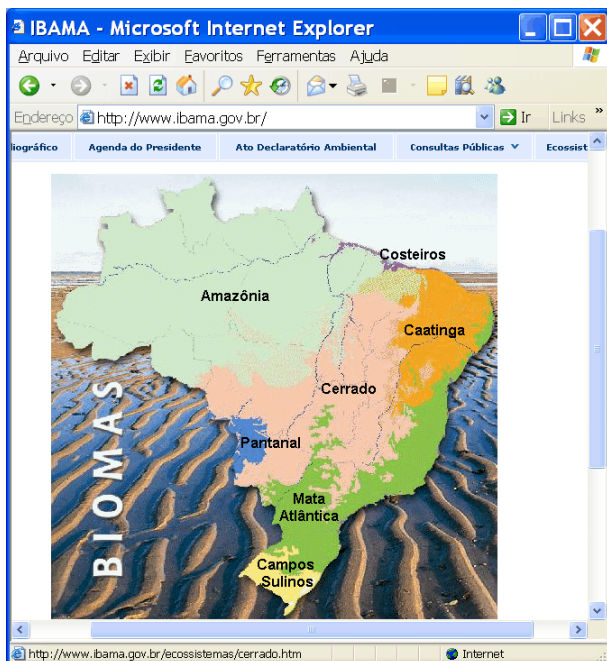 IBAMA - Microsoft Internet Explorer
Arquivo Editar Exibir Favoritos Ferramentas Ajuda
Endereço http://www.ibama.gov.br/ Ir Links »
liográfico Agenda do Presidente Ato Declaratório Ambiental Consultas Públicas Ecossist
Costeiros
Amazônia
Caatinga
Cerrado
Pantanal
Mata
Atlântica
Campos
Sulinos
BIOMAS
http://www.ibama.gov.br/ecossistemas/cerrado.htm Internet